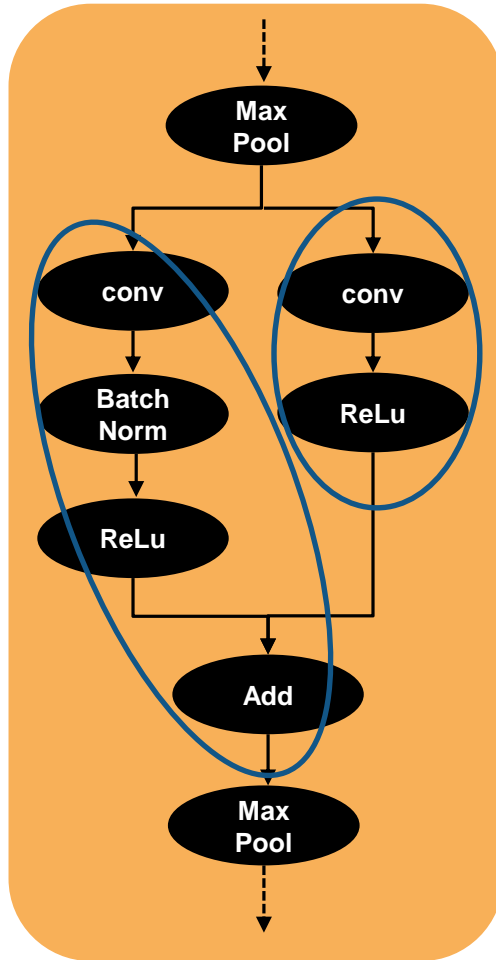 Max
Pool
conv
conv
Batch
Norm
ReLu
ReLu
Add
Max
Pool